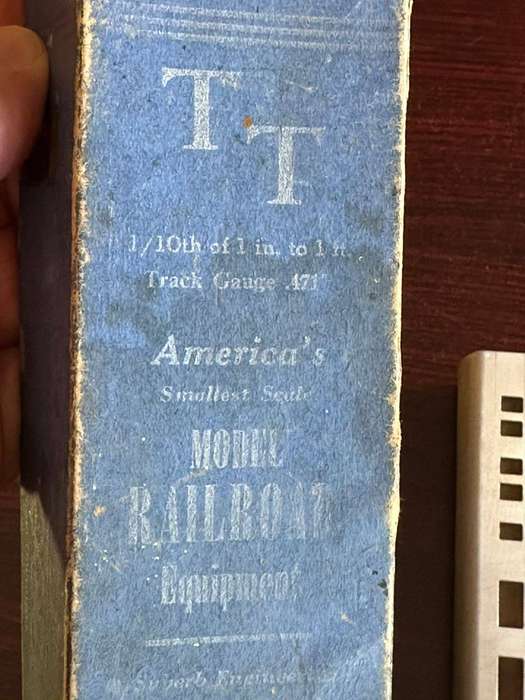 T
T
1/10th of 1 in. to 1 ft.
Track Gauge .471"
America's
Smallest Scale
MODEL
RAILROAD
Equipment
Superb Engineering